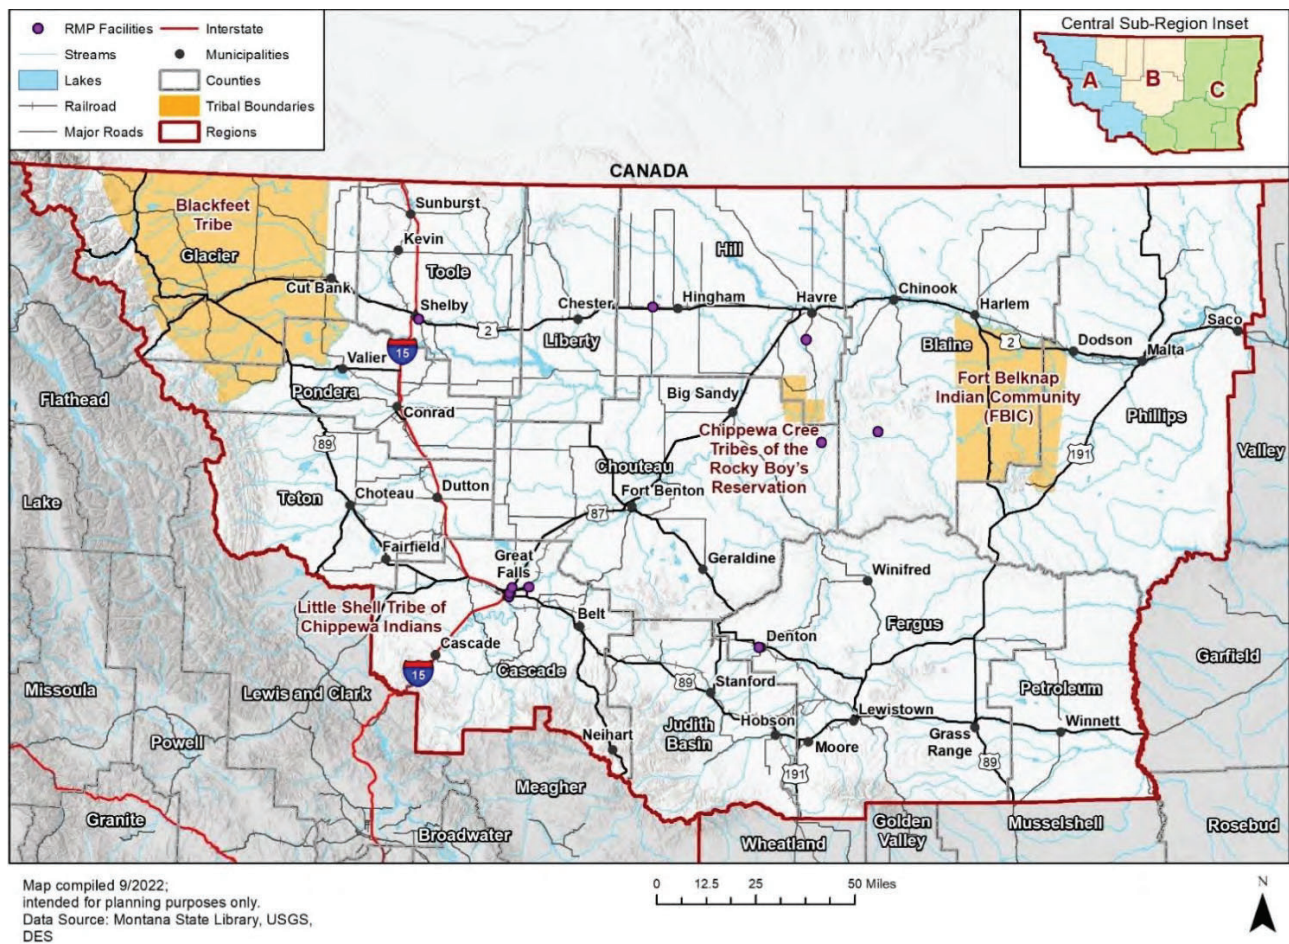 RMP Facilities
Interstate
Streams
Municipalities
Lakes
Counties
Railroad
Tribal Boundaries
Major Roads
Regions
Central Sub-Region Inset
A
B
C
CANADA
Blackfeet
Tribe
Glacier
Sunburst
Kevin
Toole
Cut Bank
Shelby
Hill
Chester
Hingham
Havre
Chinook
Harlem
2
Liberty
Blaine
2
Dodson
Saco
Malta
15
Valier
Pondera
Conrad
Flathead
Big Sandy
Fort Belknap
Indian Community
(FBIC)
Phillips
Chippewa Cree
Tribes of the
Rocky Boy's
Reservation
89
191
Valley
Chouteau
Fort Benton
87
Lake
Teton
Choteau
Dutton
Fairfield
Great
Falls
Geraldine
Winifred
Little Shell Tribe of
Chippewa Indians
Belt
Fergus
Denton
Cascade
15
Cascade
Garfield
Missoula
Lewis and Clark
89
Stanford
Petroleum
Judith
Basin
Hobson
Lewistown
Winnett
Powell
Neihart
Moore
Grass
Range
191
89
Meagher
Granite
Broadwater
Wheatland
Golden
Valley
Musselshell
Rosebud
Map compiled 9/2022;
intended for planning purposes only.
Data Source: Montana State Library, USGS,
DES
0 12.5 25 50 Miles
N